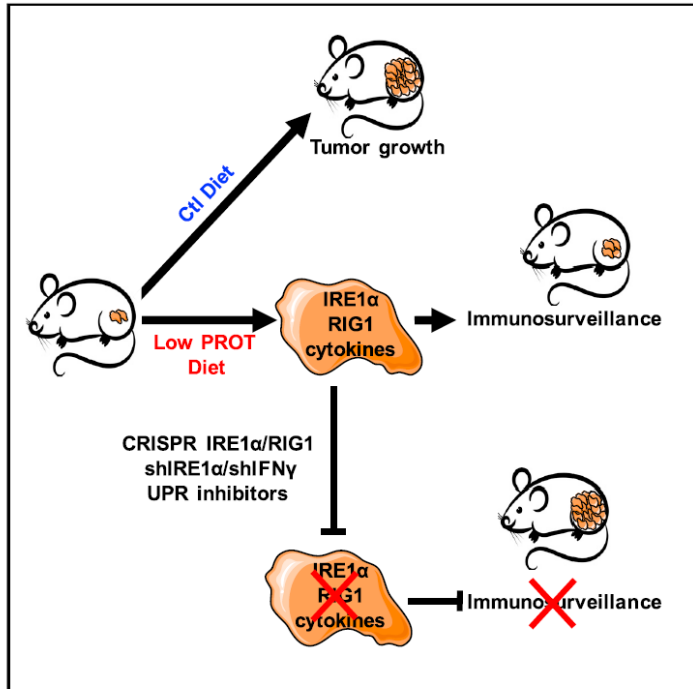 Tumor growth
Ctl Diet
IRE1α
RIG1
cytokines
Immunosurveillance
Low PROT
Diet
CRISPR IRE1α/RIG1
shIRE1α/shIFNγ
UPR inhibitors
IRE1α
RIG1
cytokines
Immunosurveillance